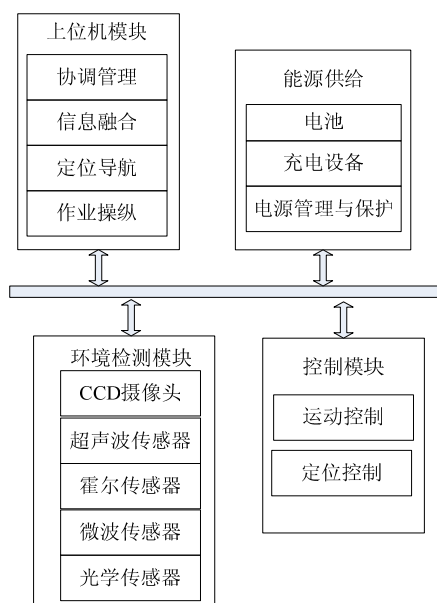 上位机模块
协调管理
信息融合
定位导航
作业操纵
能源供给
电池
充电设备
电源管理与保护
环境检测模块
CCD摄像头
超声波传感器
霍尔传感器
微波传感器
光学传感器
控制模块
运动控制
定位控制